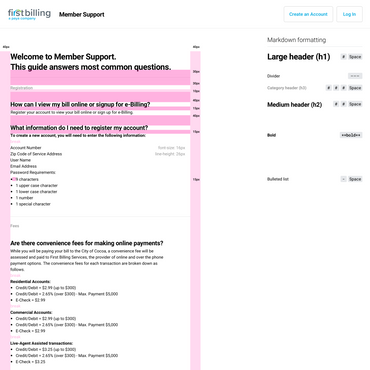 firstbilling
Member Support
Create an Account
Log In
Markdown formatting
40px
40px
Welcome to Member Support.
This guide answers most common questions.
Large header (h1)
# Space
Divider
Registration
Category header (h3)
# # # Space
How can I view my bill online or signup for e-Billing?
Medium header (h2)
# # Space
Register your account to view your bill online or sign up for e-Billing.
What information do I need to register my account?
To create a new account, you will need to enter the following information:
Bold
**bold**
Account Number
font-size: 15px
Zip Code of Service Address
line-height: 26px
User Name
Email Address
Password Requirements:
• 8 characters
Bulleted list
- Space
• 1 upper case character
• 1 lower case character
• 1 number
• 1 special character
Fees
Are there convenience fees for making online payments?
While you will be paying your bill to the City of Cocoa, a convenience fee will be
assessed and paid to First Billing Services, the provider of online and over the phone
payment options. The convenience fees for each transaction are broken down as
follows.
Residential Accounts:
• Credit/Debit = $2.99 (up to $300)
• Credit/Debit = 2.65% (over $300) - Max. Payment $5,000
• E-Check = $2.99
Commercial Accounts:
• Credit/Debit = $2.99 (up to $300)
• Credit/Debit = 2.65% (over $300) - Max. Payment $5,000
• E-Check = $2.99
Live-Agent Assisted transactions:
• Credit/Debit = $3.25 (up to $300)
• Credit/Debit = 2.65% (over $300) - Max. Payment $5,000
• E-Check = $3.25